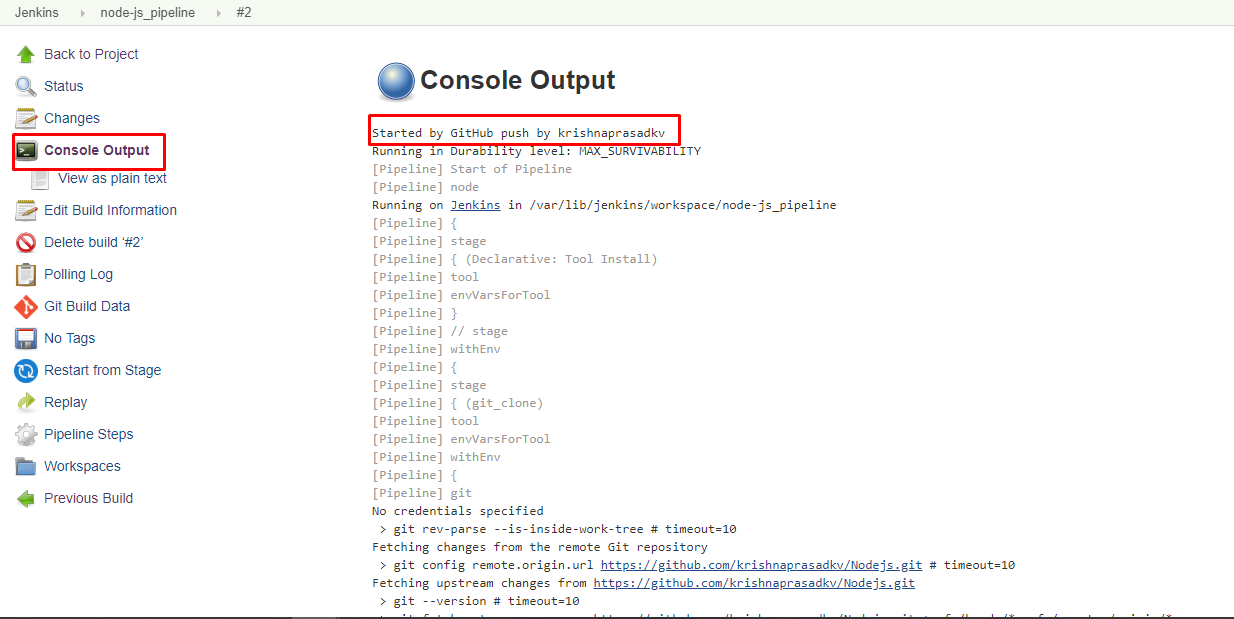 Jenkins node-js_pipeline #2
Back to Project
Status
Changes
Console Output
View as plain text
Edit Build Information
Delete build ‘#2’
Polling Log
Git Build Data
No Tags
Restart from Stage
Replay
Pipeline Steps
Workspaces
Previous Build
Console Output
Started by GitHub push by krishnaprasadkv
Running in Durability level: MAX_SURVIVABILITY
[Pipeline] Start of Pipeline
[Pipeline] node
Running on Jenkins in /var/lib/jenkins/workspace/node-js_pipeline
[Pipeline] {
[Pipeline] stage
[Pipeline] { (Declarative: Tool Install)
[Pipeline] tool
[Pipeline] envVarsForTool
[Pipeline] }
[Pipeline] // stage
[Pipeline] withEnv
[Pipeline] {
[Pipeline] stage
[Pipeline] { (git_clone)
[Pipeline] tool
[Pipeline] envVarsForTool
[Pipeline] withEnv
[Pipeline] {
[Pipeline] git
No credentials specified
> git rev-parse --is-inside-work-tree # timeout=10
Fetching changes from the remote Git repository
> git config remote.origin.url https://github.com/krishnaprasadkv/Nodejs.git # timeout=10
Fetching upstream changes from https://github.com/krishnaprasadkv/Nodejs.git
> git --version # timeout=10